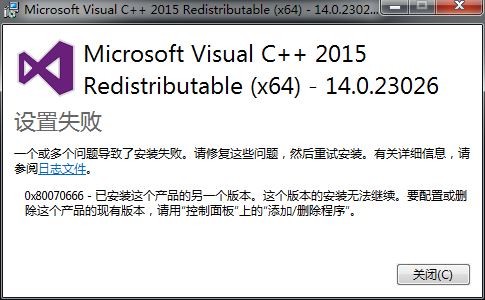 Microsoft Visual C++ 2015 Redistributable (x64) - 14.0.2302...
Microsoft Visual C++ 2015
Redistributable (x64) - 14.0.23026
设置失败
一个或多个问题导致了安装失败。请修复这些问题，然后重试安装。有关详细信息，请
参阅日志文件。
0x80070666 - 已安装这个产品的另一个版本。这个版本的安装无法继续。要配置或删
除这个产品的现有版本，请用“控制面板”上的“添加/删除程序”。
关闭(C)